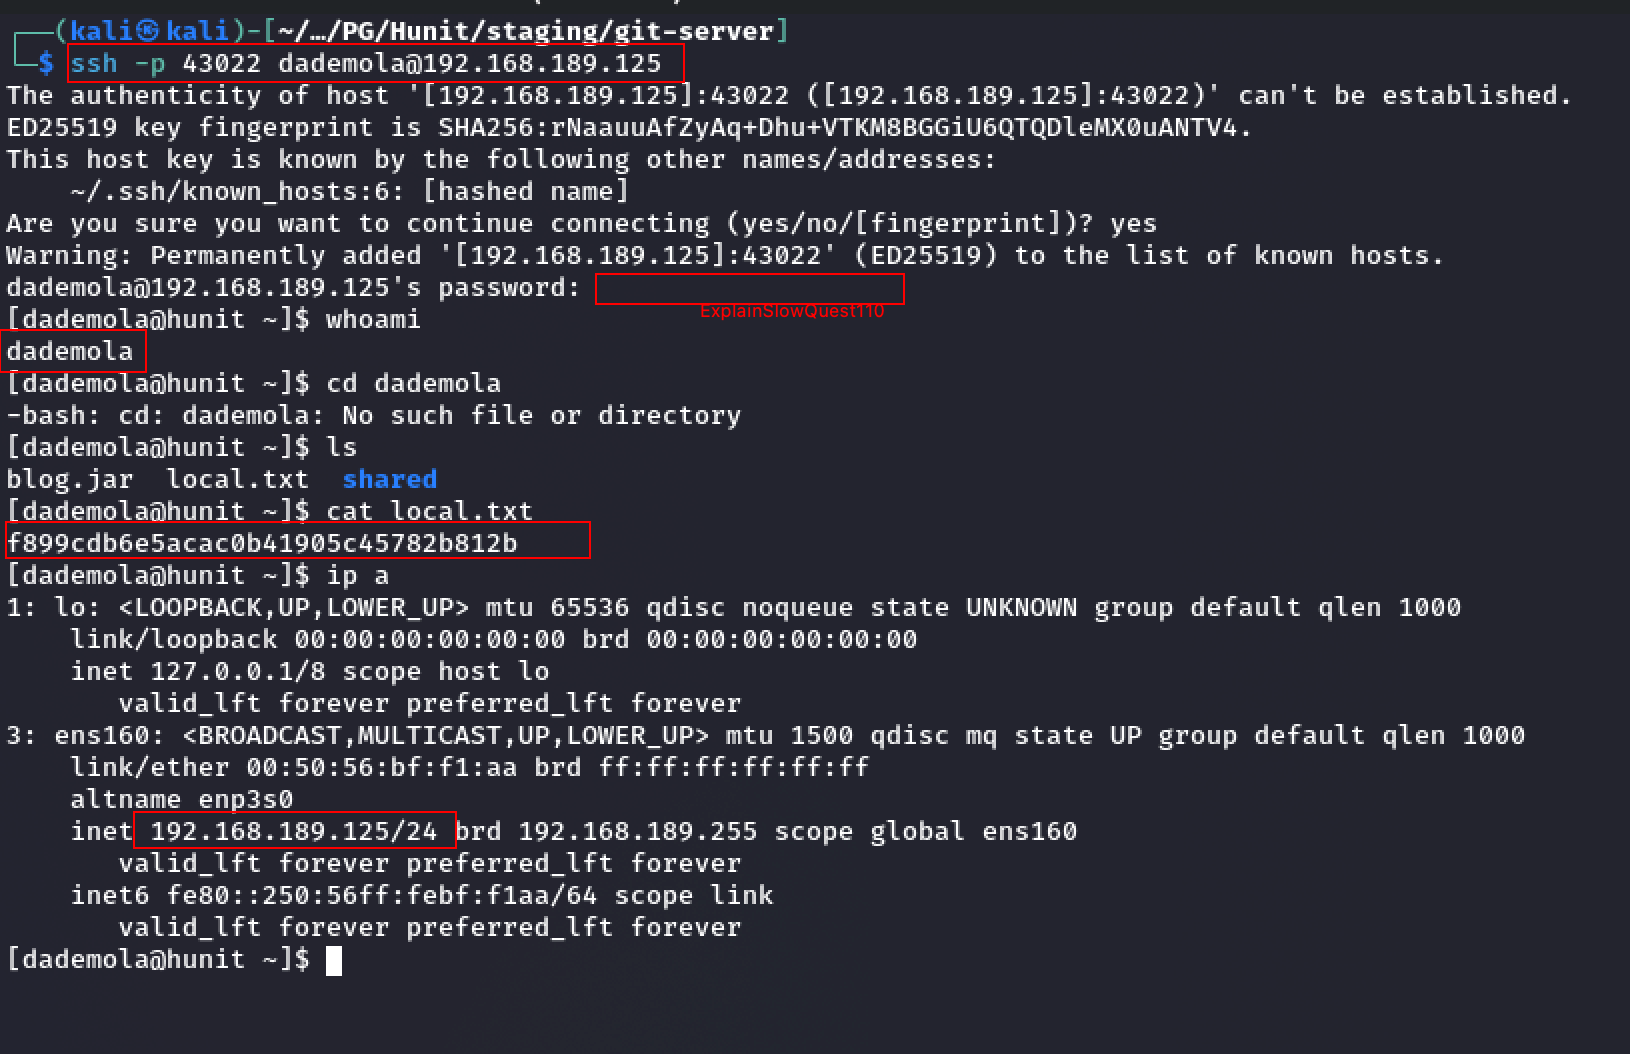 (kali㉿kali)-[~/…/PG/Hunit/staging/git-server]
$ ssh -p 43022 dademola@192.168.189.125
The authenticity of host '[192.168.189.125]:43022 ([192.168.189.125]:43022)' can't be established.
ED25519 key fingerprint is SHA256:rNaauuAfZyAq+Dhu+VTKM8BGGiU6QTQDleMX0uANTV4.
This host key is known by the following other names/addresses:
~/.ssh/known_hosts:6: [hashed name]
Are you sure you want to continue connecting (yes/no/[fingerprint])? yes
Warning: Permanently added '[192.168.189.125]:43022' (ED25519) to the list of known hosts.
dademola@192.168.189.125's password:
ExplainSlowQuest110
[dademola@hunit ~]$ whoami
dademola
[dademola@hunit ~]$ cd dademola
-bash: cd: dademola: No such file or directory
[dademola@hunit ~]$ ls
blog.jar  local.txt  shared
[dademola@hunit ~]$ cat local.txt
f899cdb6e5acac0b41905c45782b812b
[dademola@hunit ~]$ ip a
1: lo: <LOOPBACK,UP,LOWER_UP> mtu 65536 qdisc noqueue state UNKNOWN group default qlen 1000
link/loopback 00:00:00:00:00:00 brd 00:00:00:00:00:00
inet 127.0.0.1/8 scope host lo
valid_lft forever preferred_lft forever
3: ens160: <BROADCAST,MULTICAST,UP,LOWER_UP> mtu 1500 qdisc mq state UP group default qlen 1000
link/ether 00:50:56:bf:f1:aa brd ff:ff:ff:ff:ff:ff
altname enp3s0
inet 192.168.189.125/24 brd 192.168.189.255 scope global ens160
valid_lft forever preferred_lft forever
inet6 fe80::250:56ff:febf:f1aa/64 scope link
valid_lft forever preferred_lft forever
[dademola@hunit ~]$